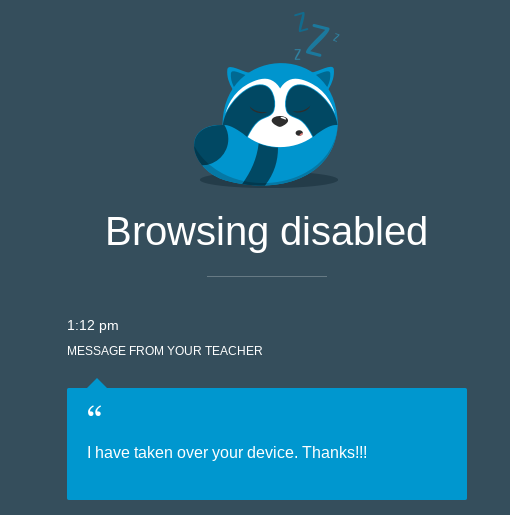 Z Z z
z
Browsing disabled
1:12 pm
MESSAGE FROM YOUR TEACHER
“
I have taken over your device. Thanks!!!